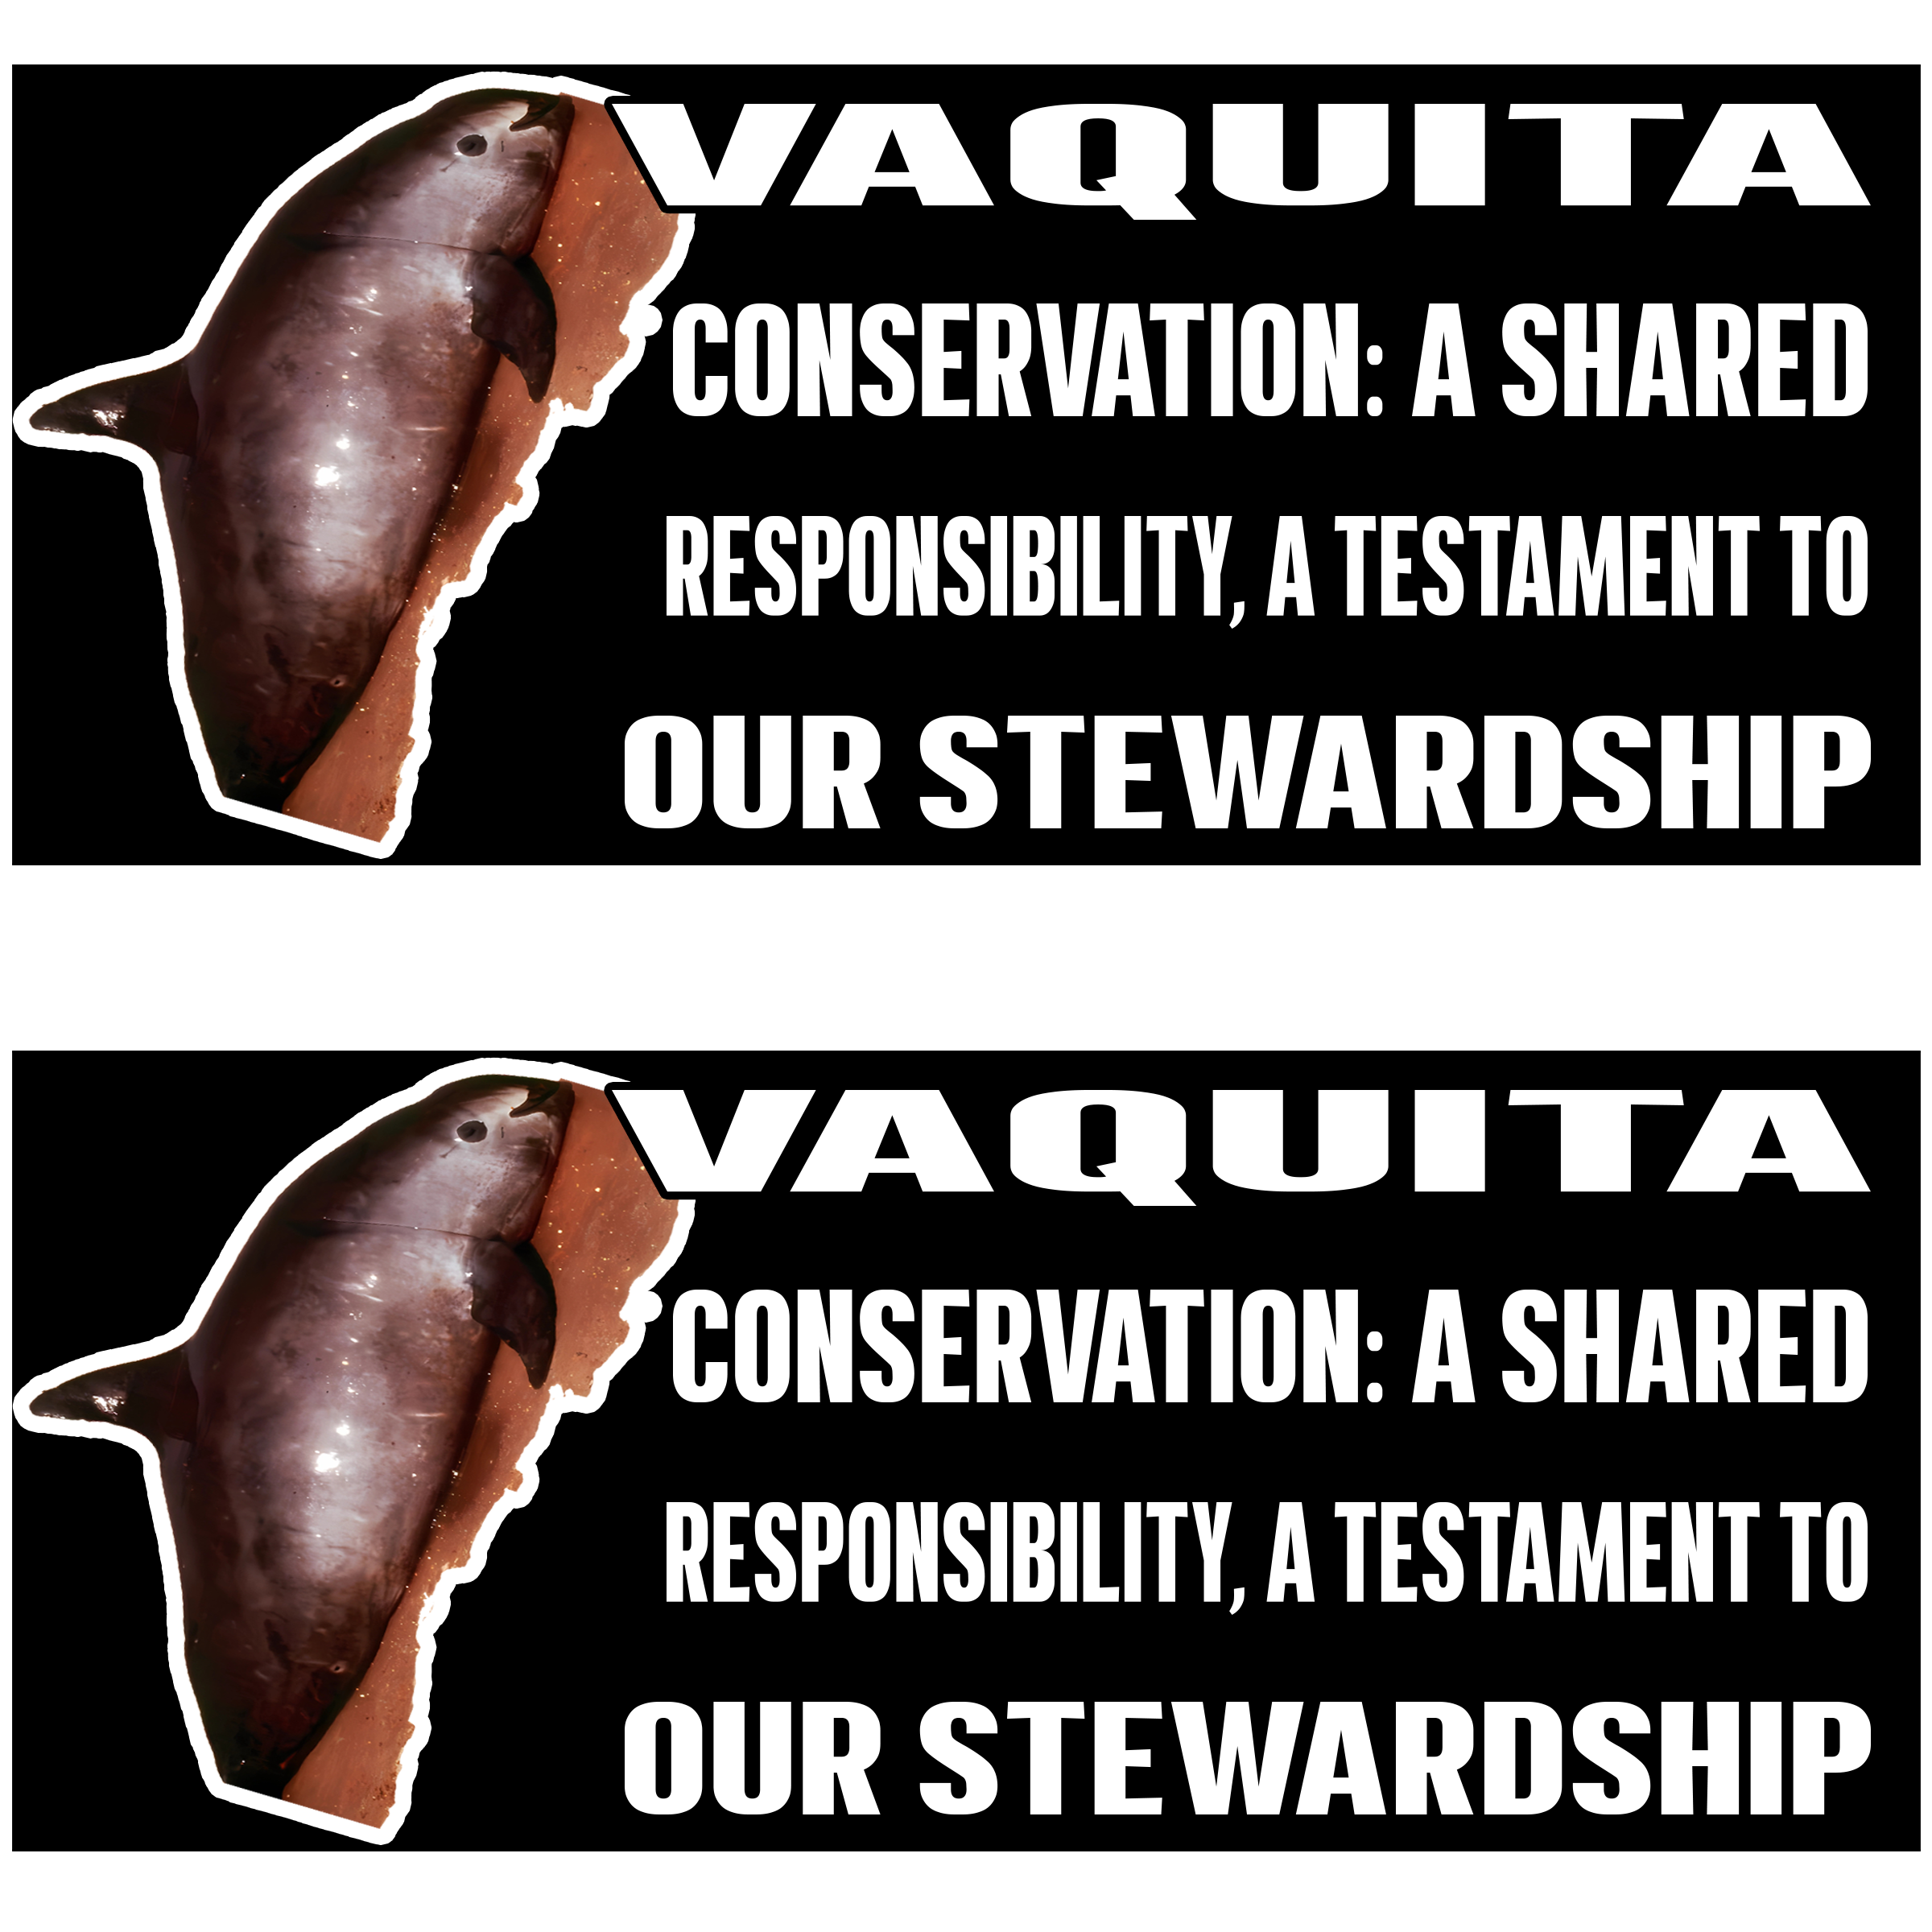 VAQUITA
CONSERVATION: A SHARED
RESPONSIBILITY, A TESTAMENT TO
OUR STEWARDSHIP
VAQUITA
CONSERVATION: A SHARED
RESPONSIBILITY, A TESTAMENT TO
OUR STEWARDSHIP